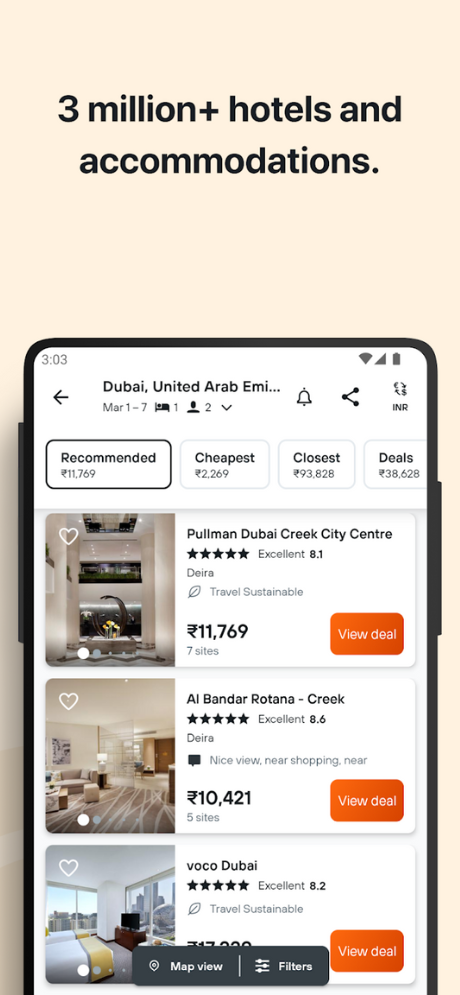 3 million+ hotels and
accommodations.
3:03
Dubai, United Arab Emi...
Mar 1 – 7 1 2
INR
Recommended
₹11,769
Cheapest
₹2,269
Closest
₹93,828
Deals
₹38,628
Pullman Dubai Creek City Centre
Excellent 8.1
Deira
Travel Sustainable
₹11,769
7 sites
View deal
Al Bandar Rotana - Creek
Excellent 8.6
Deira
Nice view, near shopping, near
₹10,421
5 sites
View deal
voco Dubai
Excellent 8.2
Travel Sustainable
View deal
Map view
Filters